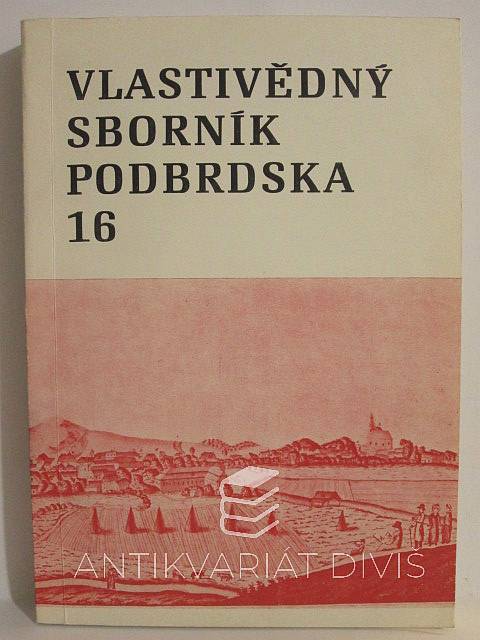 VLASTIVĚDNÝ
SBORNÍK
PODBRDSKA
16
ANTIKVARIÁT DIVIŠ